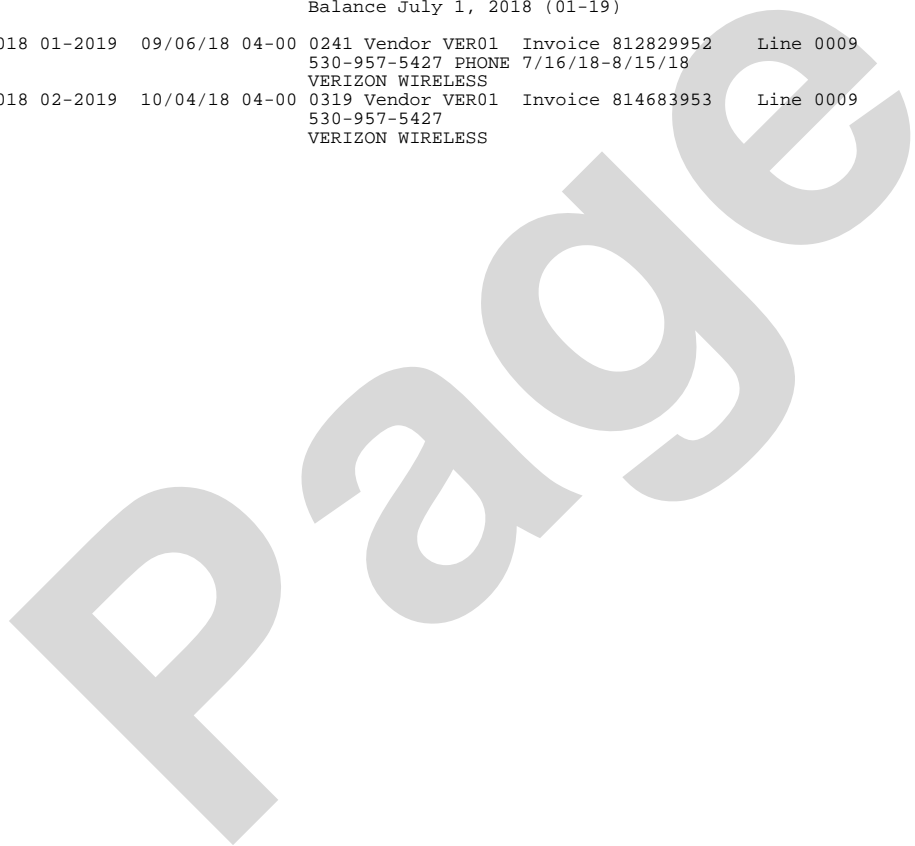 Balance July 1, 2018 (01-19)
018 01-2019 09/06/18 04-00 0241 Vendor VER01 Invoice 812829952 Line 0009
530-957-5427 PHONE 7/16/18-8/15/18
VERIZON WIRELESS
018 02-2019 10/04/18 04-00 0319 Vendor VER01 Invoice 814683953 Line 0009
530-957-5427
VERIZON WIRELESS
Page